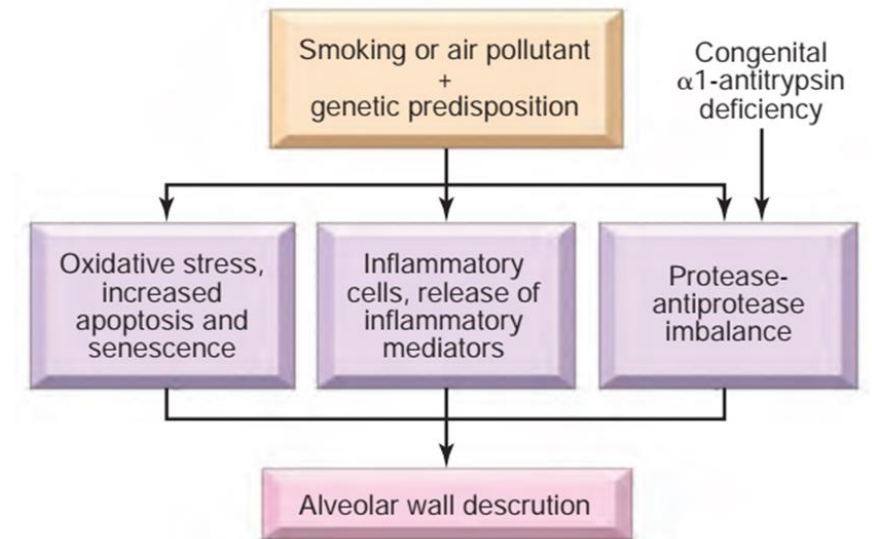 Smoking or air pollutant
+
genetic predisposition
Congenital
α1-antitrypsin
deficiency
Oxidative stress,
increased
apoptosis and
senescence
Inflammatory
cells, release of
inflammatory
mediators
Protease-
antiprotease
imbalance
Alveolar wall descrution